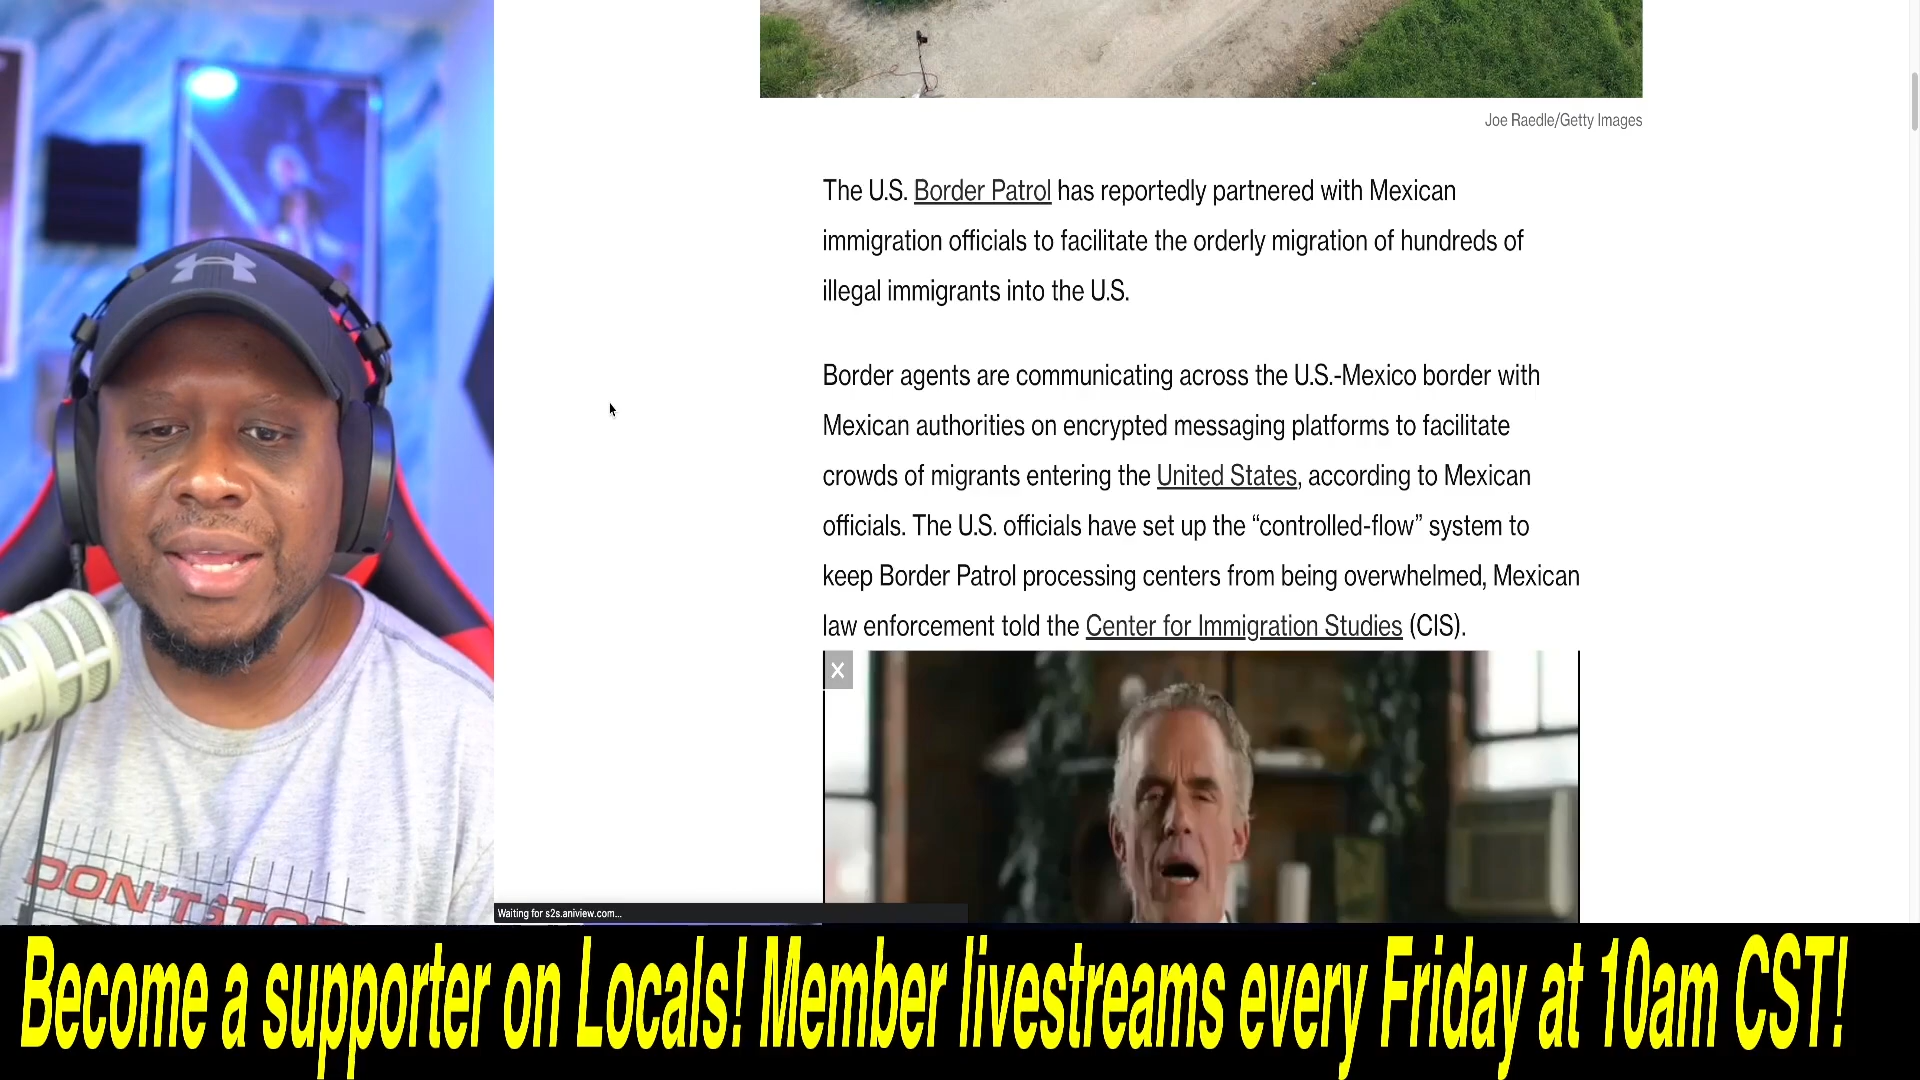 Joe Raedle/Getty Images
The U.S. Border Patrol has reportedly partnered with Mexican
immigration officials to facilitate the orderly migration of hundreds of
illegal immigrants into the U.S.
Border agents are communicating across the U.S.-Mexico border with
Mexican authorities on encrypted messaging platforms to facilitate
crowds of migrants entering the United States, according to Mexican
officials. The U.S. officials have set up the “controlled-flow” system to
keep Border Patrol processing centers from being overwhelmed, Mexican
law enforcement told the Center for Immigration Studies (CIS).
X
DON'T
Waiting for s2s.aniview.com...
Become a supporter on Locals! Member livestreams every Friday at 10am CST!